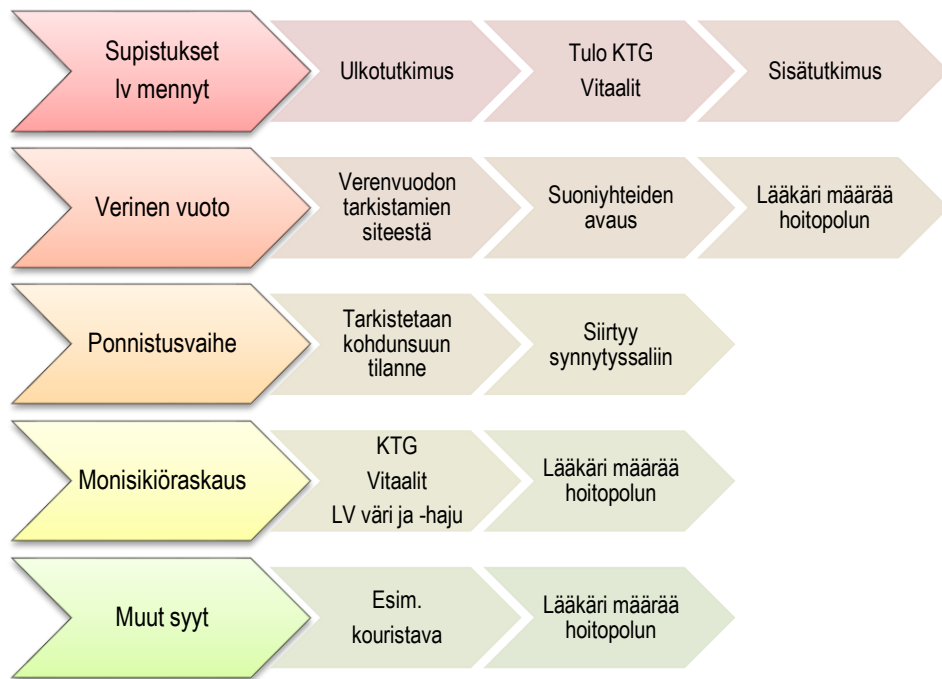 Supistukset
lv mennyt
Ulkotutkimus
Tulo KTG
Vitaalit
Sisätutkimus
Verinen vuoto
Verenvuodon
tarkistamien
siteestä
Suoniyhteiden
avaus
Lääkäri määrää
hoitopolun
Ponnistusvaihe
Tarkistetaan
kohdunsuun
tilanne
Siirtyy
synnytyssaliin
Monisikiöraskaus
KTG
Vitaalit
LV väri ja -haju
Lääkäri määrää
hoitopolun
Muut syyt
Esim.
kouristava
Lääkäri määrää
hoitopolun